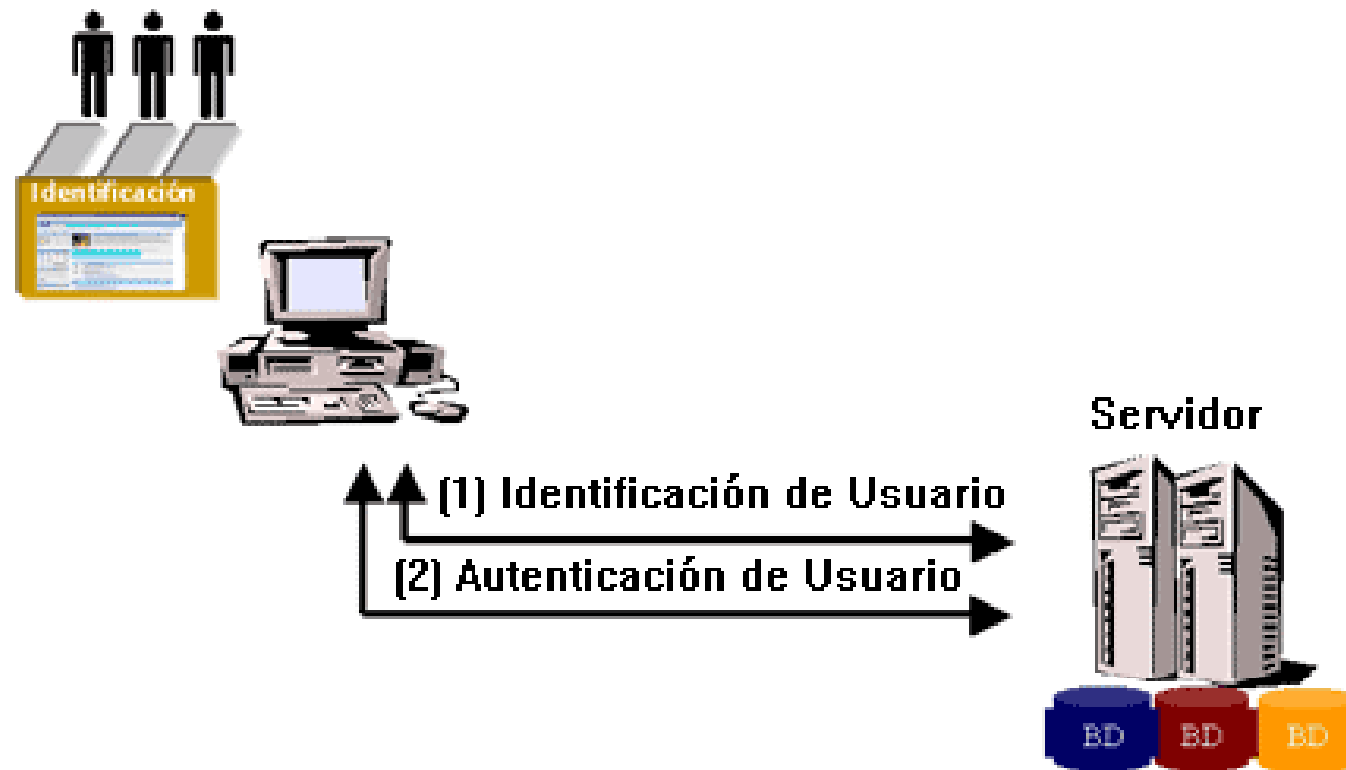 Identificación
Servidor
(1) Identificación de Usuario
(2) Autenticación de Usuario
BD
BD
BD